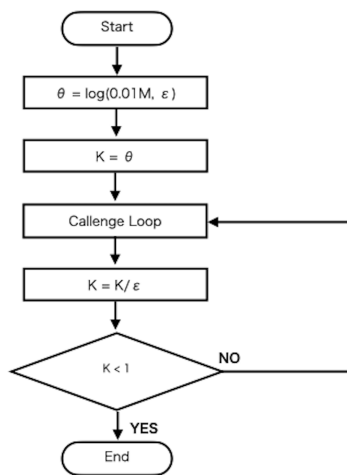 Start
θ = log(0.01M, ε)
K = θ
Callenge Loop
K = K/ε
K < 1
NO
YES
End